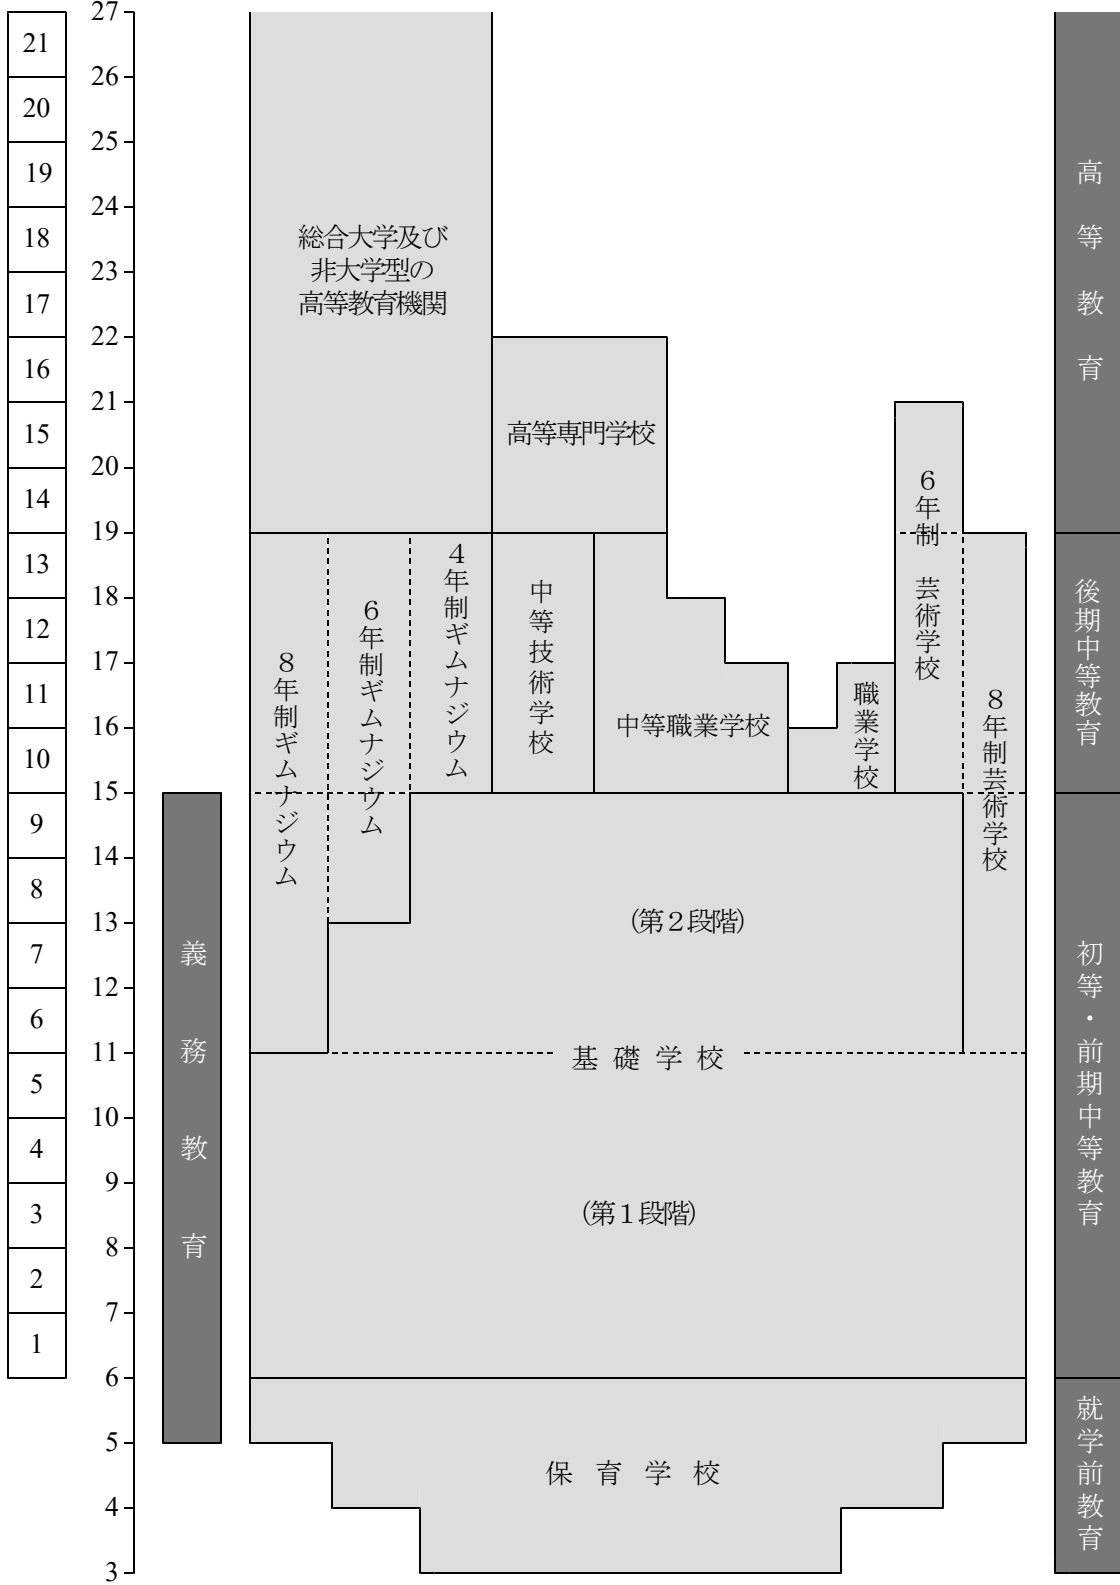 27
21
26
20
25
19
24
18
23
17
22
16
21
15
20
14
19
13
18
12
17
11
16
10
15
9
14
8
13
7
12
6
11
5
10
4
9
3
8
2
7
1
6
5
4
3
義務教育
総合大学及び
非大学型の
高等教育機関
高等専門学校
8年制ギムナジウム
6年制ギムナジウム
4年制ギムナジウム
中等技術学校
中等職業学校
職業学校
6年制 芸術学校
8年制芸術学校
(第2段階)
基礎学校
(第1段階)
保育学校
高等教育
後期中等教育
初等・前期中等教育
就学前教育